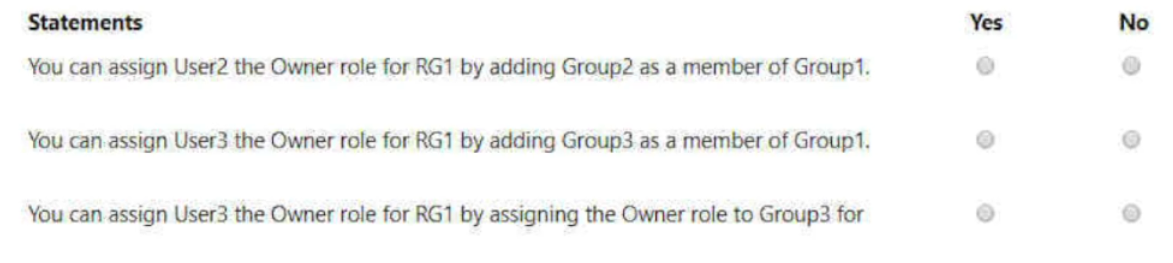 Statements Yes No
You can assign User2 the Owner role for RG1 by adding Group2 as a member of Group1.
You can assign User3 the Owner role for RG1 by adding Group3 as a member of Group1.
You can assign User3 the Owner role for RG1 by assigning the Owner role to Group3 for